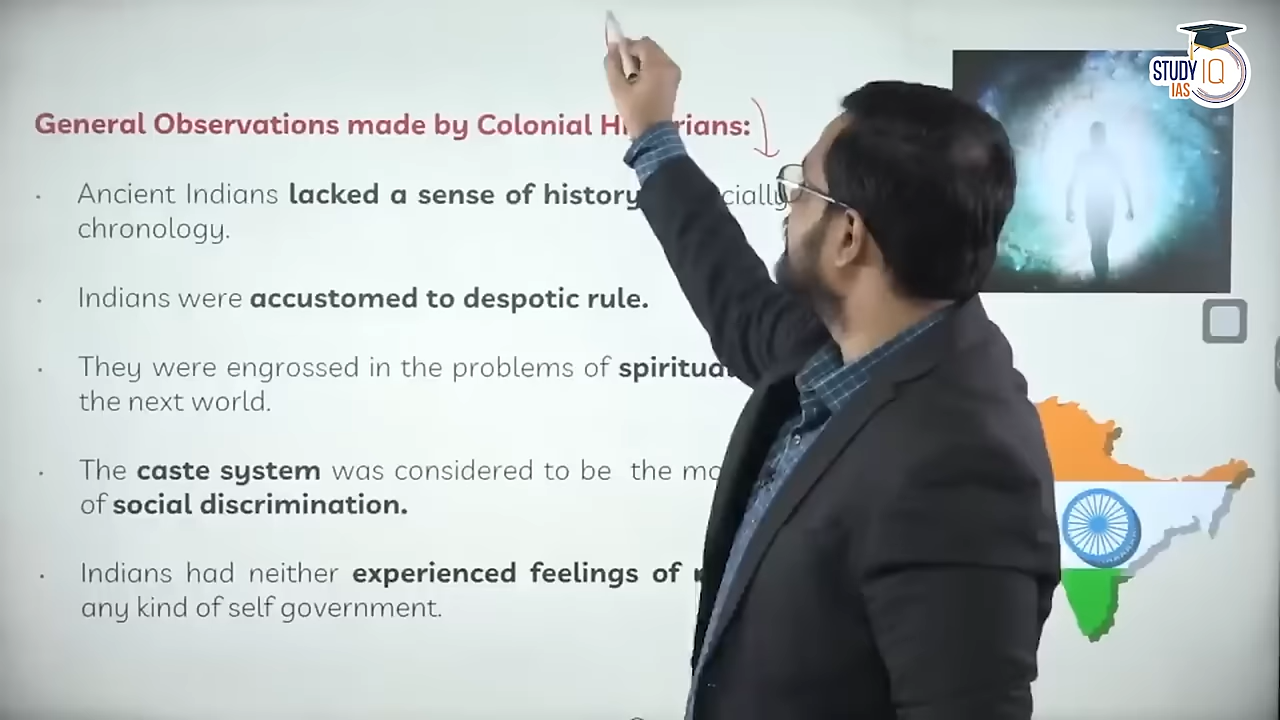 STUDY IQ
IAS
General Observations made by Colonial
Ancient Indians lacked a sense of history
chronology.
Indians were accustomed to despotic rule.
They were engrossed in the problems of
the next world.
The caste system was considered to be the
of social discrimination.
Indians had neither experienced feelings of
any kind of self government.